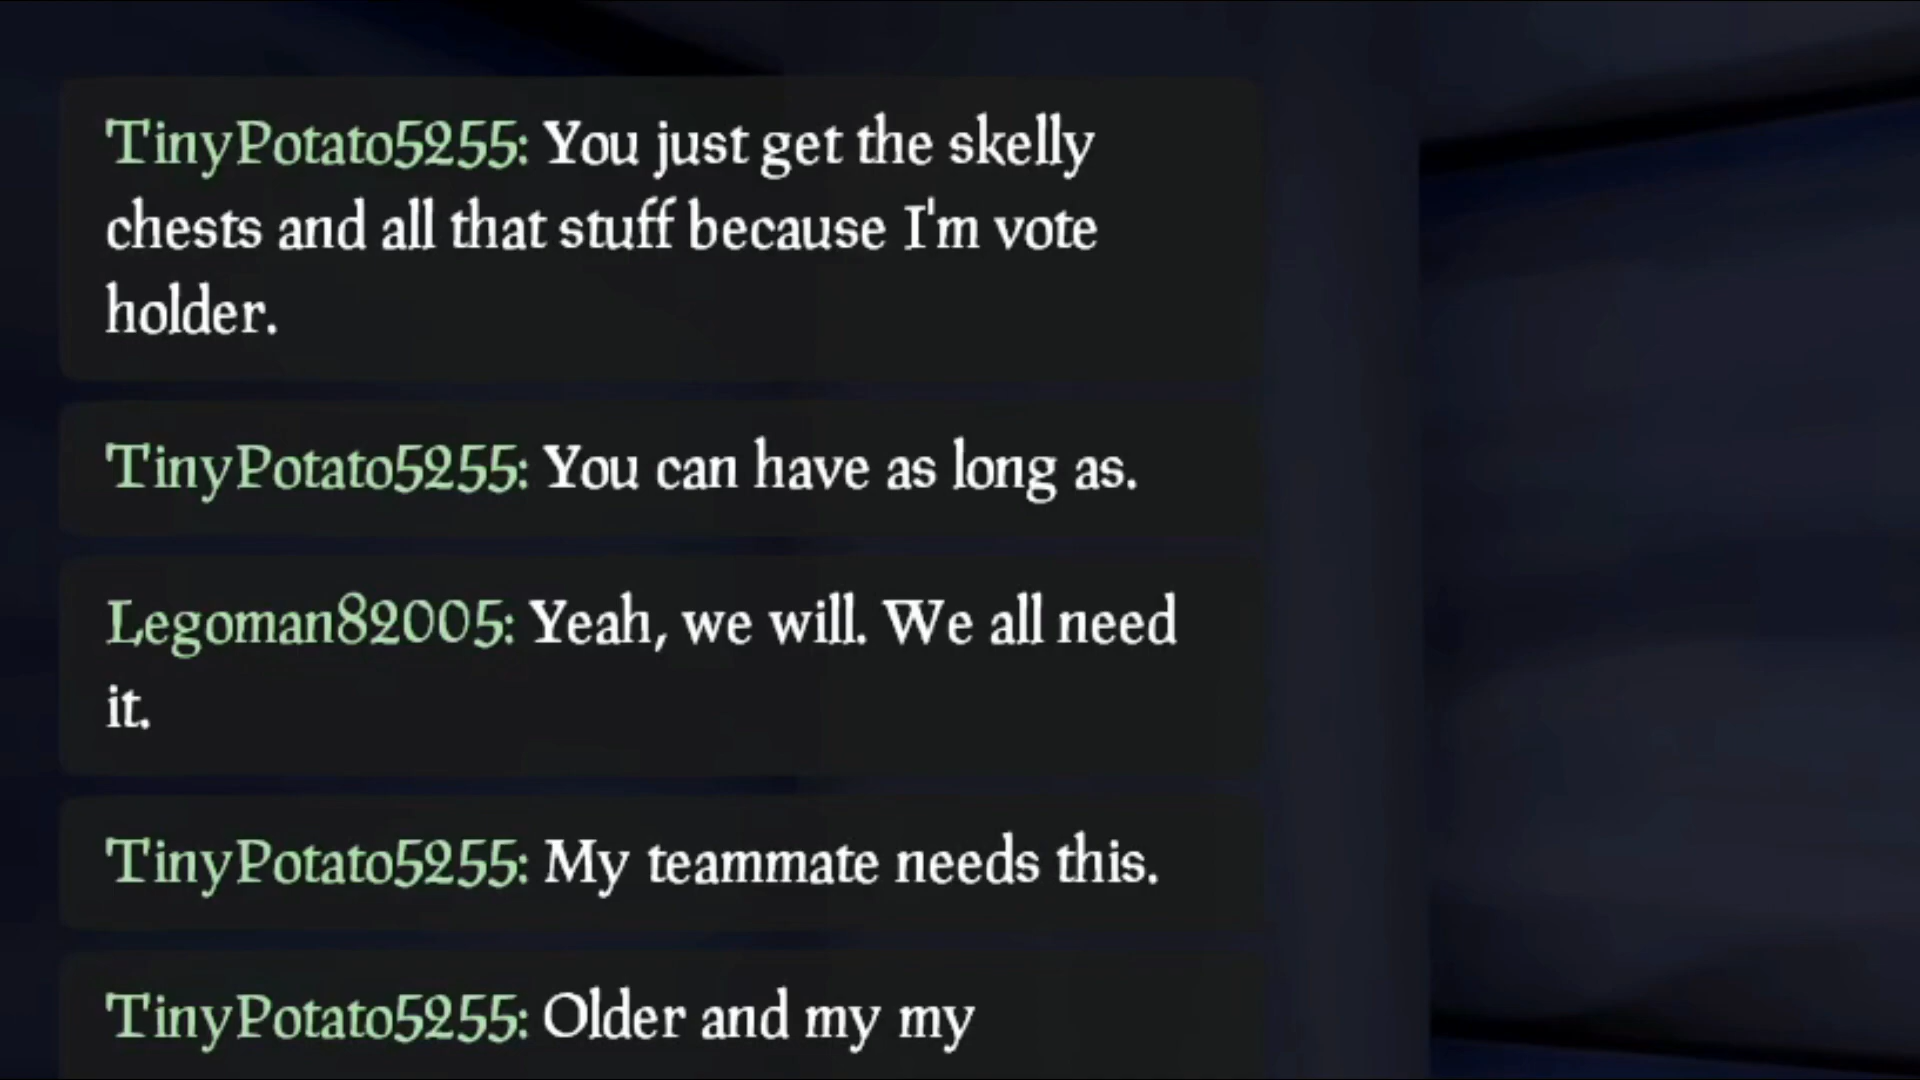 TinyPotato5255: You just get the skelly
chests and all that stuff because I'm vote
holder.
TinyPotato5255: You can have as long as.
Legoman82005: Yeah, we will. We all need
it.
TinyPotato5255: My teammate needs this.
TinyPotato5255: Older and my my